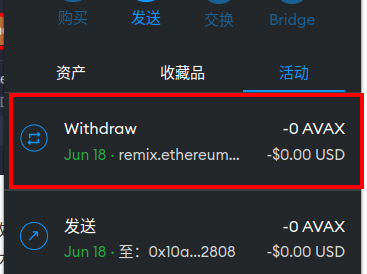 购买 发送 交换 Bridge
资产 收藏品 活动
Withdraw -0 AVAX
Jun 18 · remix.ethereum... -$0.00 USD
发送 -0 AVAX
Jun 18 · 至：0x10a...2808 -$0.00 USD